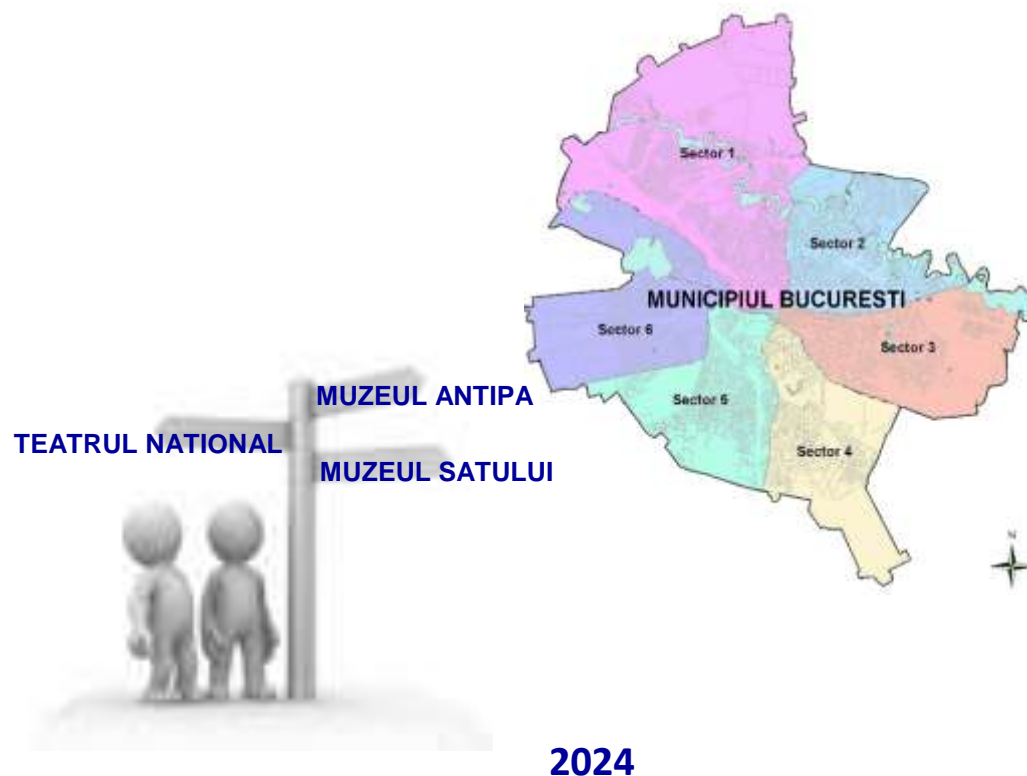 Sector 1
Sector 2
MUNICIPIUL BUCURESTI
Sector 6
Sector 3
MUZEUL ANTIPA
Sector 5
TEATRUL NATIONAL
Sector 4
MUZEUL SATULUI
N
2024